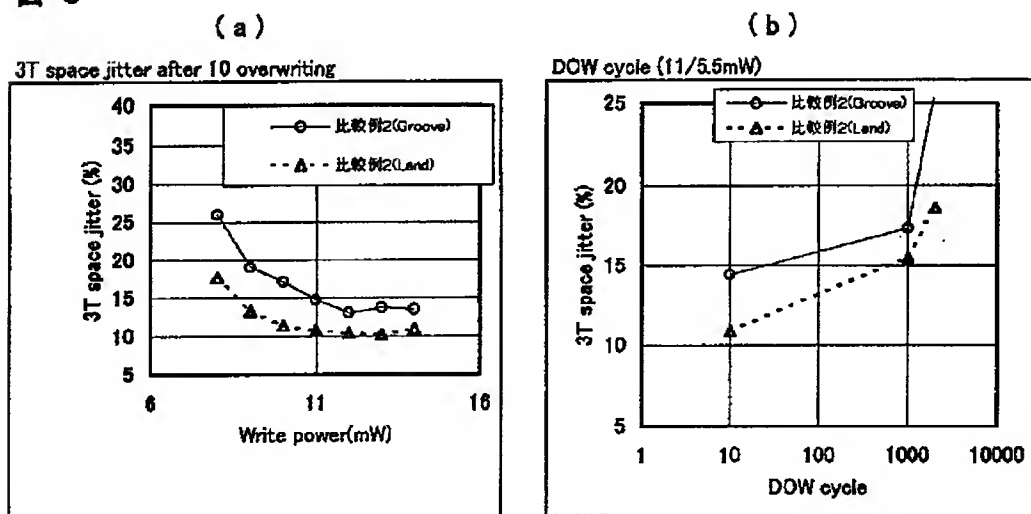 (a)
3T space jitter after 10 overwriting
40
35
30
25
20
15
10
5
3T space jitter (%)
比較例2(Groove)
比較例2(Land)
6
11
16
Write power(mW)
(b)
DOW cycle (11/5.5mW)
25
20
15
10
5
3T space jitter (%)
比較例2(Groove)
比較例2(Land)
1
10
100
1000
10000
DOW cycle